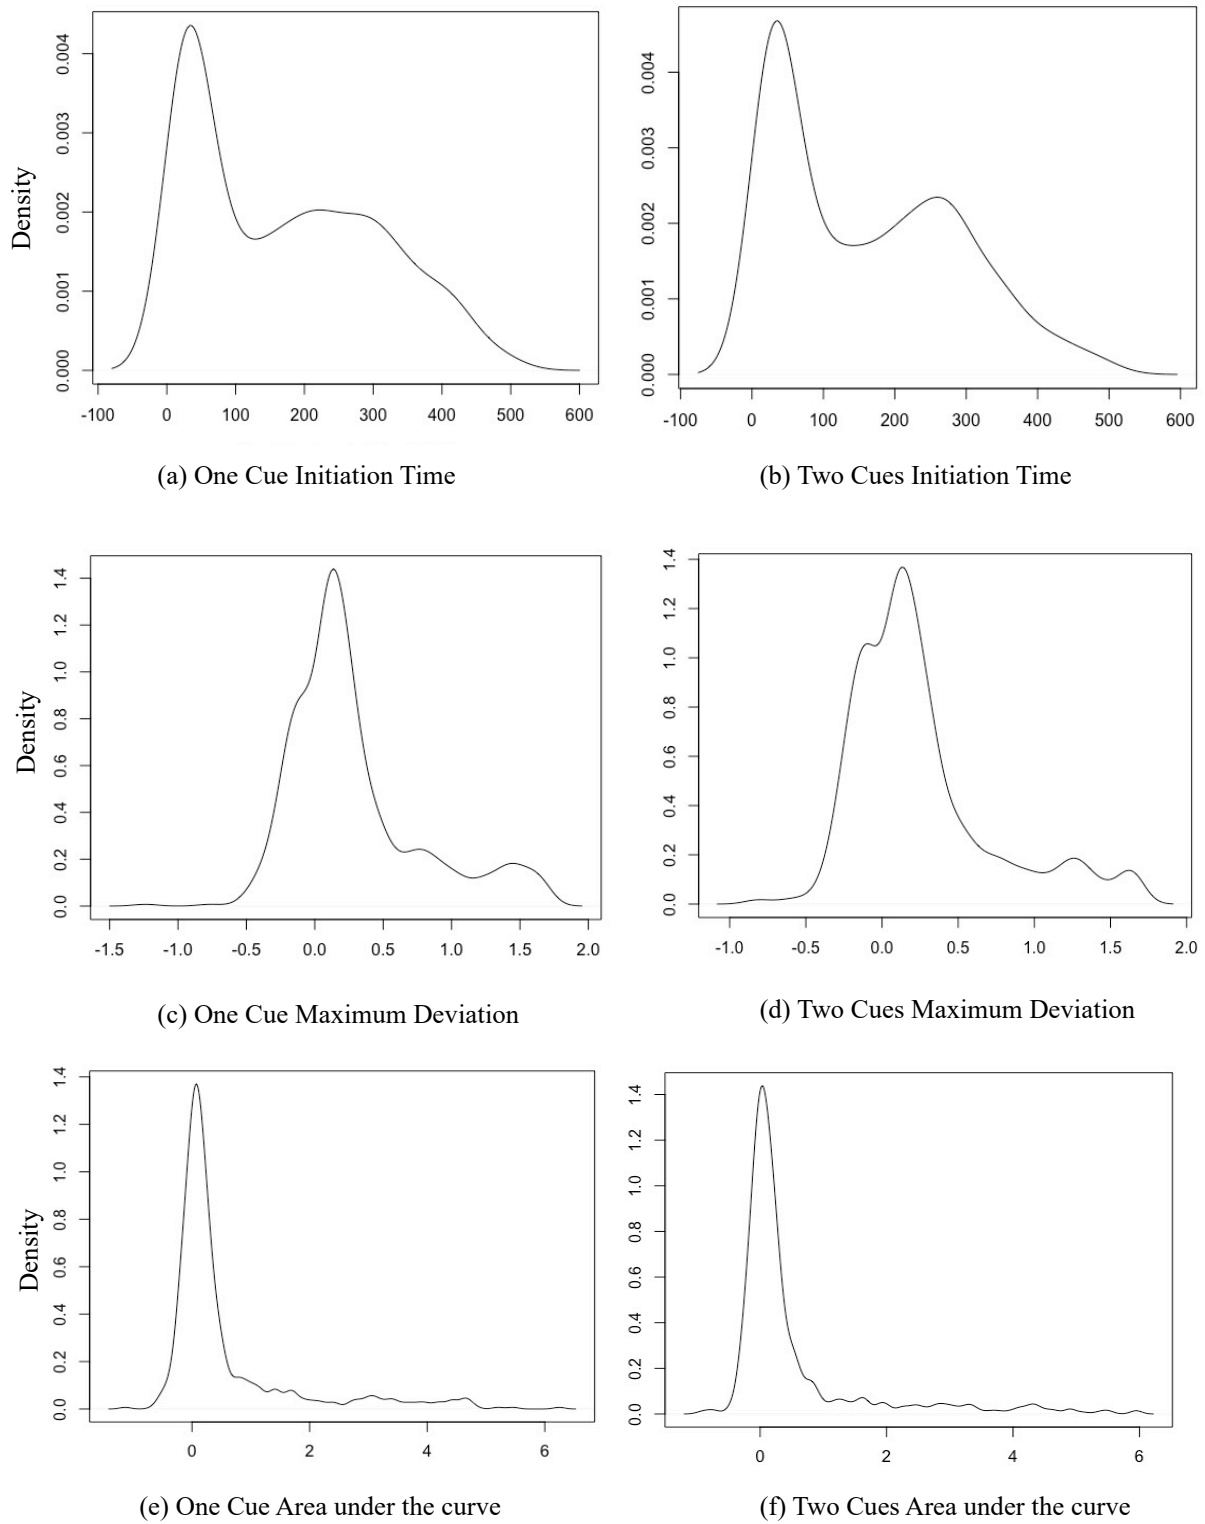 Density
0.000 0.001 0.002 0.003 0.004
-100 0 100 200 300 400 500 600
(a) One Cue Initiation Time
0.000 0.001 0.002 0.003 0.004
-100 0 100 200 300 400 500 600
(b) Two Cues Initiation Time
Density
0.0 0.2 0.4 0.6 0.8 1.0 1.2 1.4
-1.5 -1.0 -0.5 0.0 0.5 1.0 1.5 2.0
(c) One Cue Maximum Deviation
0.0 0.2 0.4 0.6 0.8 1.0 1.2 1.4
-1.0 -0.5 0.0 0.5 1.0 1.5 2.0
(d) Two Cues Maximum Deviation
Density
0.0 0.2 0.4 0.6 0.8 1.0 1.2 1.4
0 2 4 6
(e) One Cue Area under the curve
0.0 0.2 0.4 0.6 0.8 1.0 1.2 1.4
0 2 4 6
(f) Two Cues Area under the curve